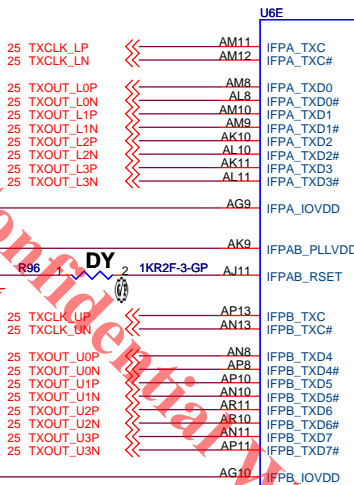 U6E
25 TXCLK_LP AM11 IFPA_TXC
25 TXCLK_LN AM12 IFPA_TXC#
25 TXOUT_L0P AM8 IFPA_TXD0
25 TXOUT_L0N AL8 IFPA_TXD0#
25 TXOUT_L1P AM10 IFPA_TXD1
25 TXOUT_L1N AM9 IFPA_TXD1#
25 TXOUT_L2P AK10 IFPA_TXD2
25 TXOUT_L2N AL10 IFPA_TXD2#
25 TXOUT_L3P AK11 IFPA_TXD3
25 TXOUT_L3N AL11 IFPA_TXD3#
AG9 IFPA_IOVDD
AK9 IFPAB_PLLVDD
R96 1 DY 2 1KR2F-3-GP AJ11 IFPAB_RSET
25 TXCLK_UP AP13 IFPB_TXC
25 TXCLK_UN AN13 IFPB_TXC#
25 TXOUT_U0P AN8 IFPB_TXD4
25 TXOUT_U0N AP8 IFPB_TXD4#
25 TXOUT_U1P AP10 IFPB_TXD5
25 TXOUT_U1N AN10 IFPB_TXD5#
25 TXOUT_U2P AR11 IFPB_TXD6
25 TXOUT_U2N AR10 IFPB_TXD6#
25 TXOUT_U3P AN11 IFPB_TXD7
25 TXOUT_U3N AP11 IFPB_TXD7#
AG10 IFPB_IOVDD
onfidential W